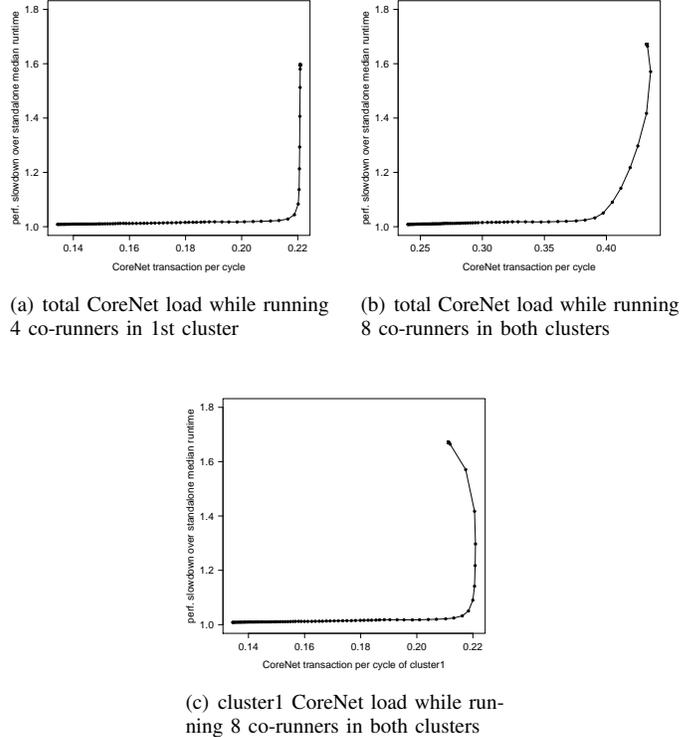 perf. slowdown over standalone median runtime
1.8
1.6
1.4
1.2
1.0
0.14 0.16 0.18 0.20 0.22
CoreNet transaction per cycle
(a) total CoreNet load while running
4 co-runners in 1st cluster
perf. slowdown over standalone median runtime
1.8
1.6
1.4
1.2
1.0
0.25 0.30 0.35 0.40
CoreNet transaction per cycle
(b) total CoreNet load while running
8 co-runners in both clusters
perf. slowdown over standalone median runtime
1.8
1.6
1.4
1.2
1.0
0.14 0.16 0.18 0.20 0.22
CoreNet transaction per cycle of cluster1
(c) cluster1 CoreNet load while run-
ning 8 co-runners in both clusters